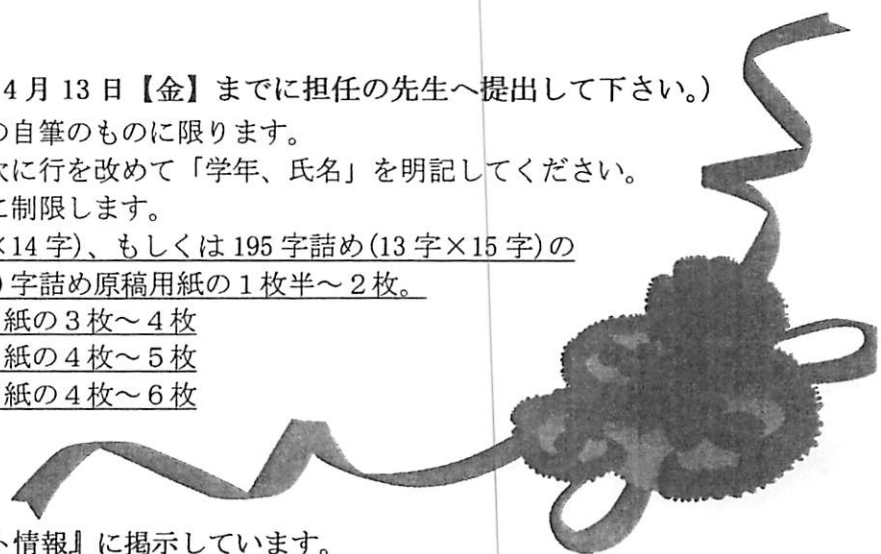 4月13日【金】までに担任の先生へ提出して下さい。)
の自筆のものに限ります。
次に行を改めて「学年、氏名」を明記してください。
に制限します。
×14字)、もしくは195字詰め(13字×15字)の
字詰め原稿用紙の1枚半～2枚。
紙の3枚～4枚
紙の4枚～5枚
紙の4枚～6枚
ト情報』に掲示しています。